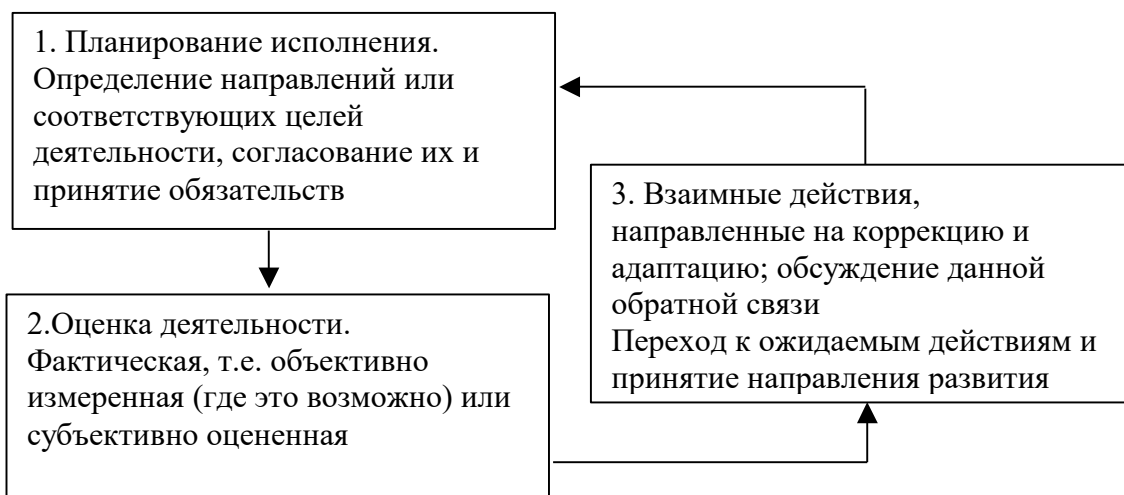 1. Планирование исполнения.
Определение направлений или
соответствующих целей
деятельности, согласование их и
принятие обязательств
2.Оценка деятельности.
Фактическая, т.е. объективно
измеренная (где это возможно) или
субъективно оцененная
3. Взаимные действия,
направленные на коррекцию и
адаптацию; обсуждение данной
обратной связи
Переход к ожидаемым действиям и
принятие направления развития